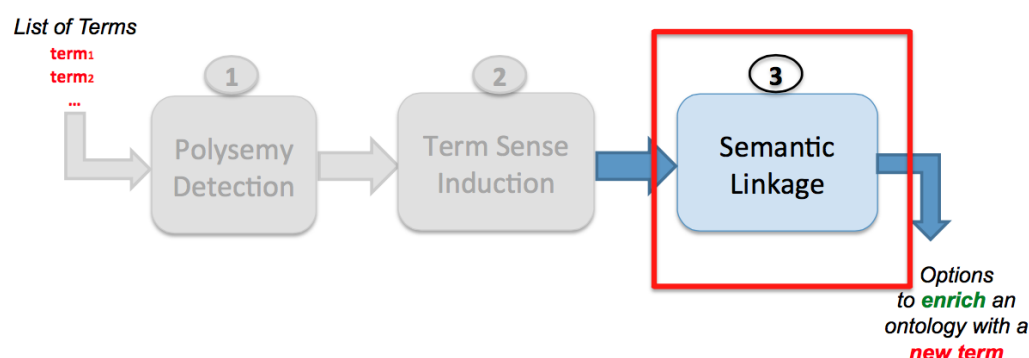 List of Terms
term1
term2
...
1
Polysemy
Detection
2
Term Sense
Induction
3
Semantic
Linkage
Options
to enrich an
ontology with a
new term